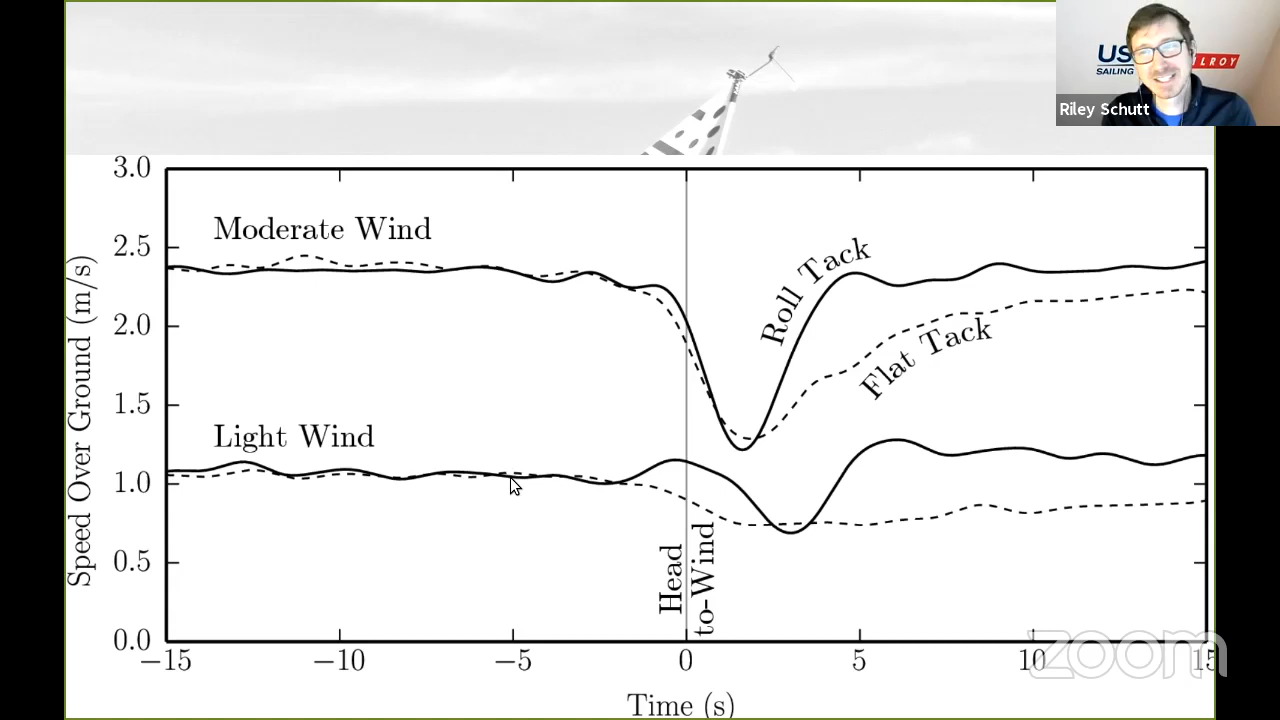 US
SAILING
ILROY
Riley Schutt
3.0
2.5
2.0
1.5
1.0
0.5
0.0
Speed Over Ground (m/s)
Moderate Wind
Roll Tack
Flat Tack
Light Wind
Head
to-Wind
−15
−10
−5
0
5
10
15
Time (s)
zoom